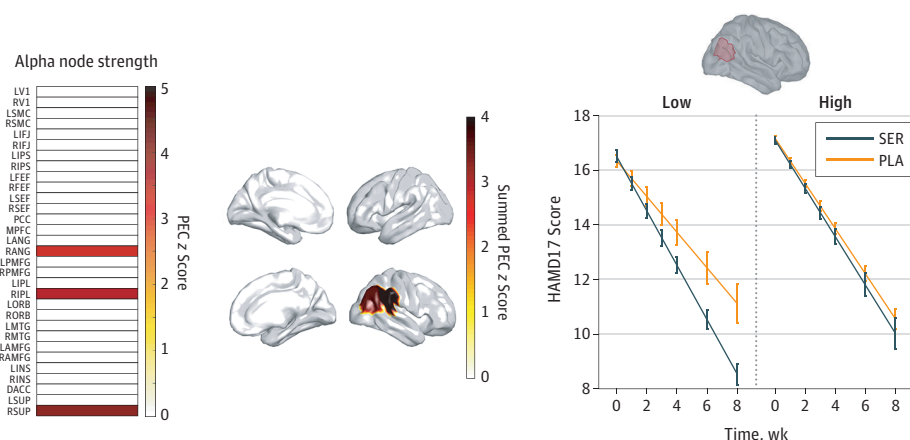 Alpha node strength
LV1
RV1
LSMC
RSMC
LIFJ
RIFJ
LIPS
RIPS
LFEF
RFEF
LSEF
RSEF
PCC
MPFC
LANG
RANG
LPMFG
RPMFG
LIPL
RIPL
LORB
RORB
LMTG
RMTG
LAMFG
RAMFG
LINS
RINS
DACC
LSUP
RSUP
5
4
3
2
1
0
PEC z Score
4
3
2
1
0
Summed PEC z Score
Low High
SER
PLA
18
16
14
12
10
8
HAMD17 Score
0 2 4 6 8 0 2 4 6 8
Time, wk